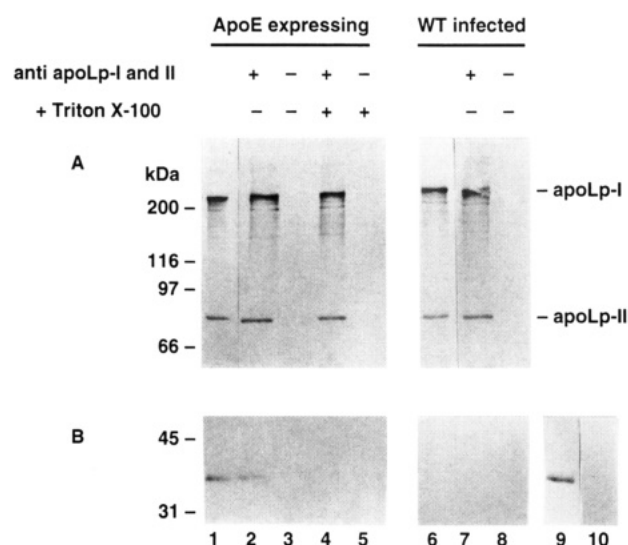 ApoE expressing WT infected
anti apoLp-I and II + − + − + −
+ Triton X-100 − − + + − −
A
kDa
200 –
116 –
97 –
66 –
– apoLp-I
– apoLp-II
B
45 –
31 –
1 2 3 4 5 6 7 8 9 10